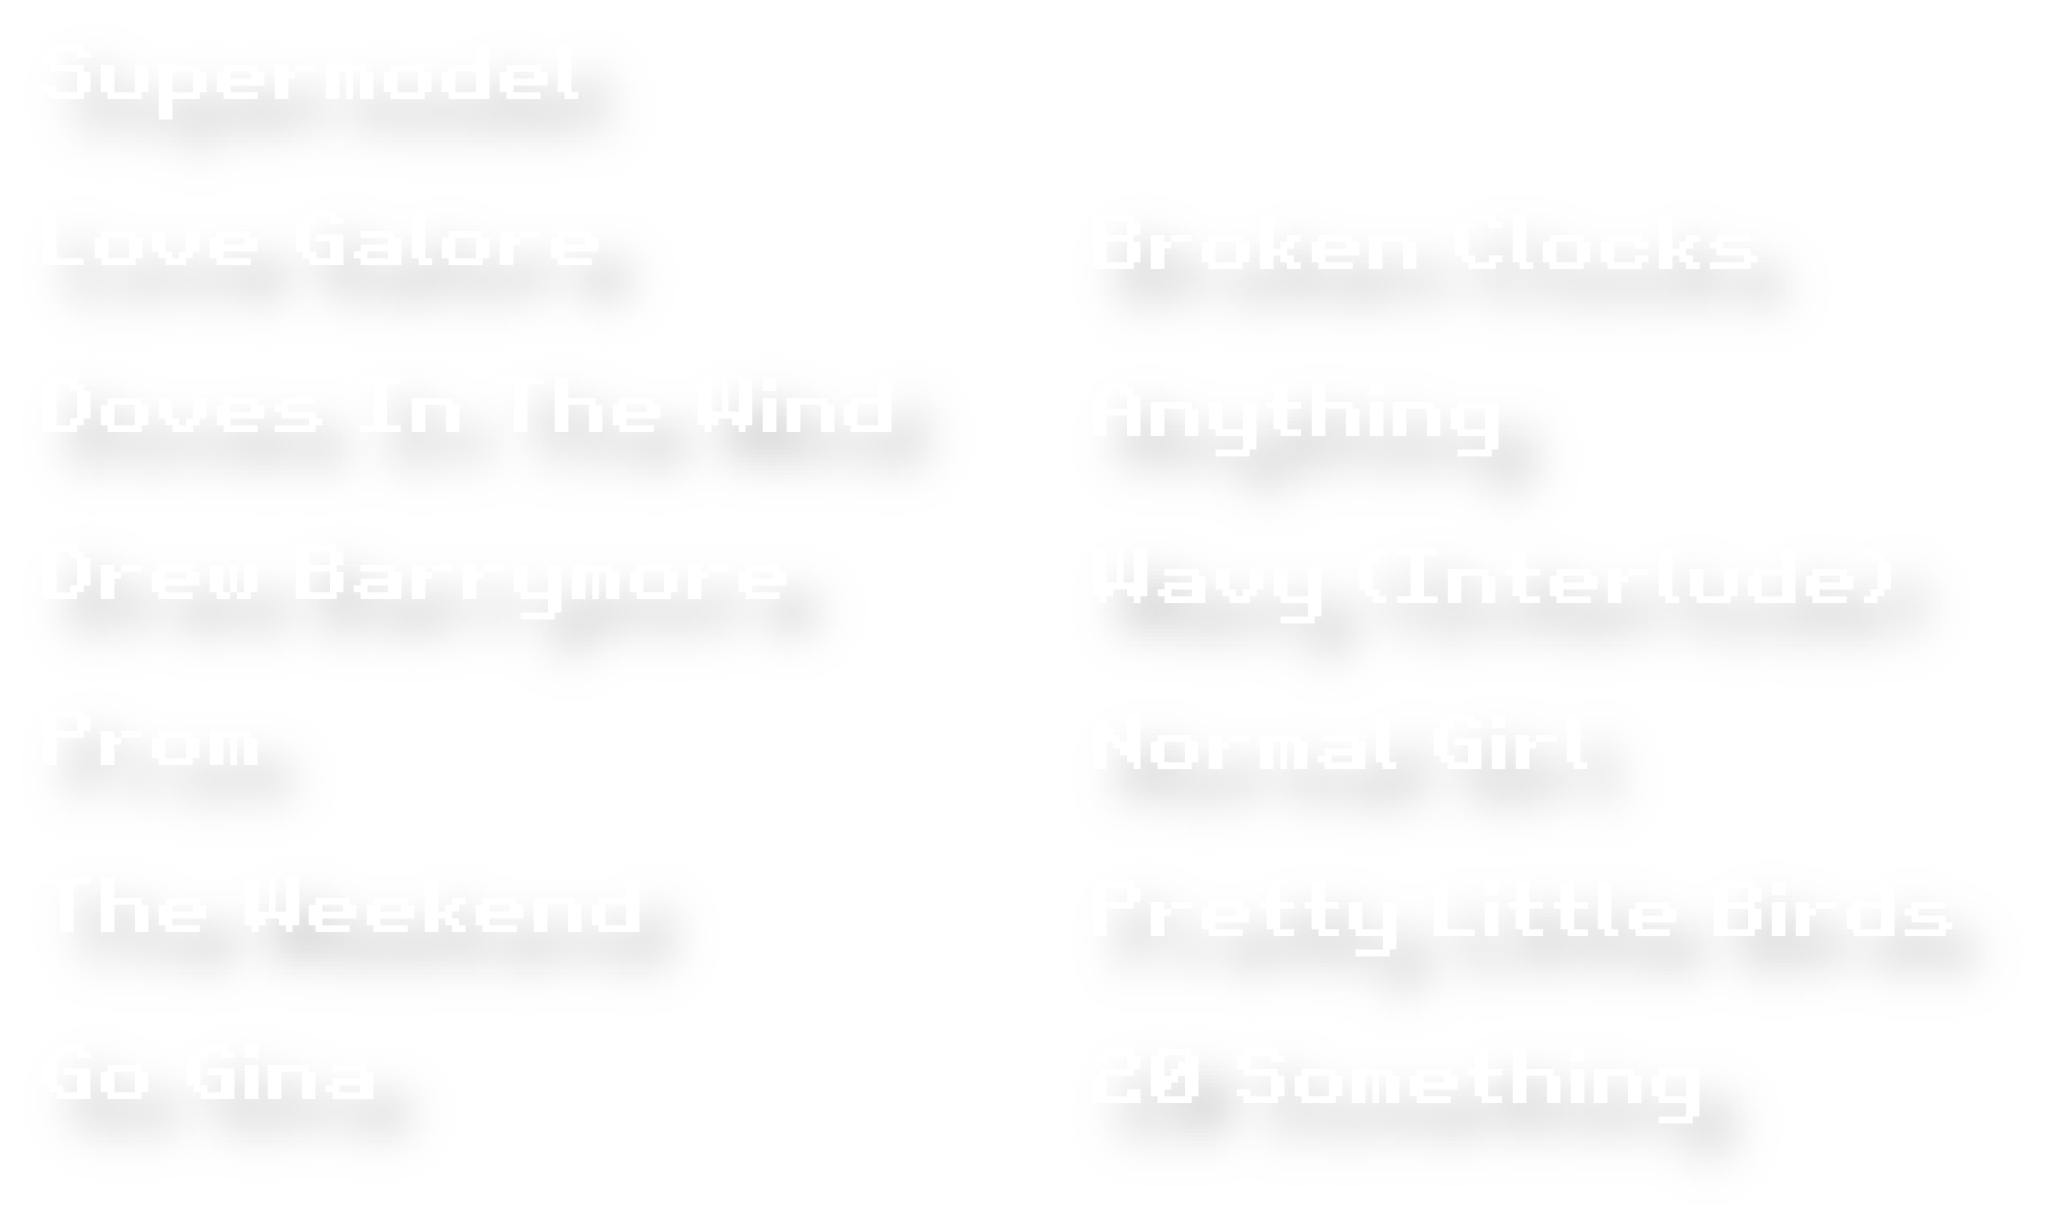 Supermodel
Love Galore
Doves In The Wind
Drew Barrymore
Prom
The Weekend
Go Gina
Broken Clocks
Anything
Wavy (Interlude)
Normal Girl
Pretty Little Birds
20 Something